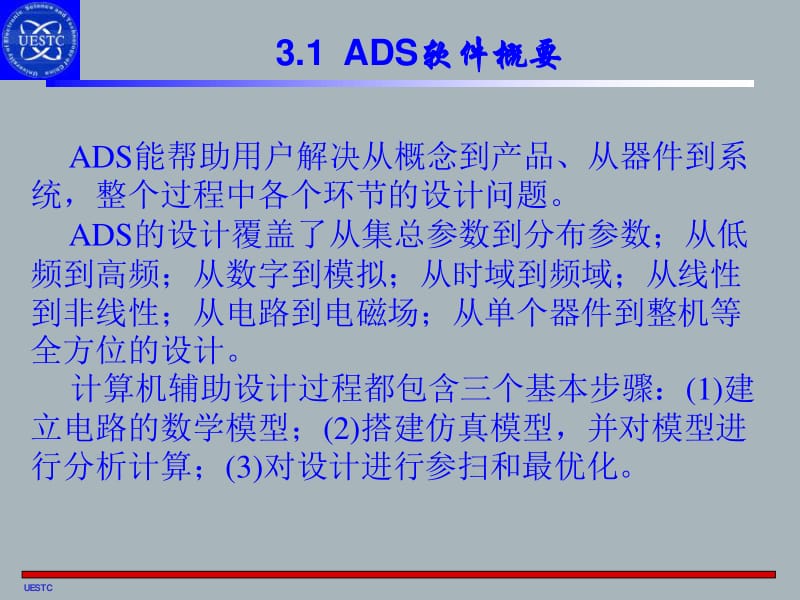 UESTC
3.1 ADS软件概要
ADS能帮助用户解决从概念到产品、从器件到系
统，整个过程中各个环节的设计问题。
ADS的设计覆盖了从集总参数到分布参数；从低
频到高频；从数字到模拟；从时域到频域；从线性
到非线性；从电路到电磁场；从单个器件到整机等
全方位的设计。
计算机辅助设计过程都包含三个基本步骤：(1)建
立电路的数学模型；(2)搭建仿真模型，并对模型进
行分析计算；(3)对设计进行参扫和最优化。
UESTC